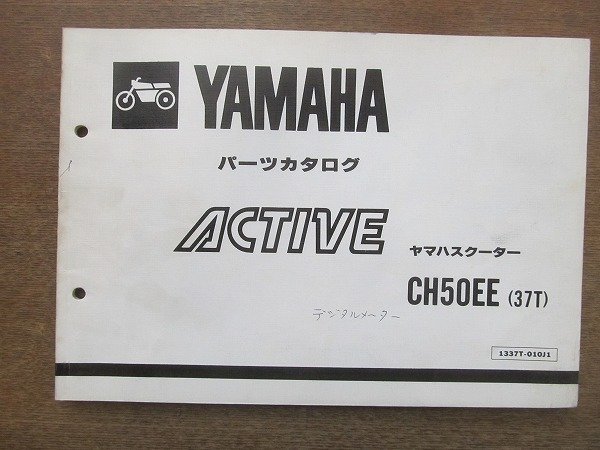 YAMAHA
パーツカタログ
ACTIVE
ヤマハスクーター
CH50EE (37T)
デジタルメーター
1337T-010J1